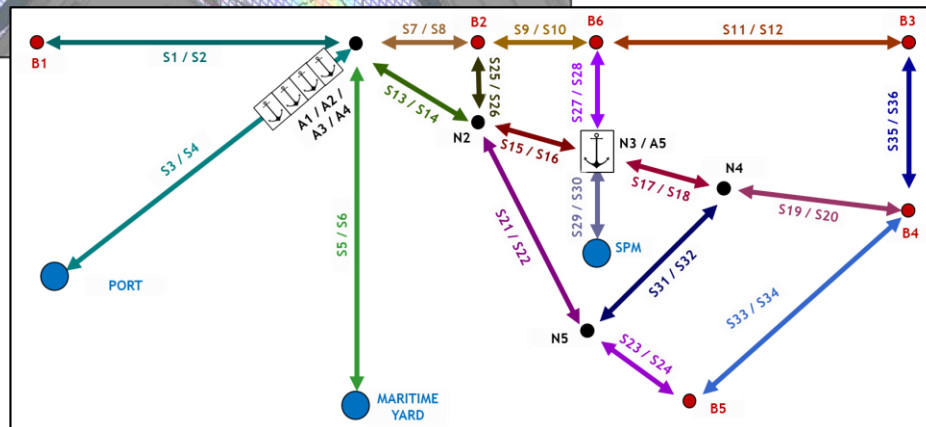 B2
B6
B3
S7 / S8
S9 / S10
S11 / S12
B1
S1 / S2
A1 / A2 /
A3 / A4
S13 / S14
S25 / S26
S27 / S28
S35 / S36
N2
S15 / S16
N3 / A5
S3 / S4
S17 / S18
N4
S19 / S20
B4
S5 / S6
S21 / S22
S29 / S30
SPM
S31 / S32
PORT
S33 / S34
N5
S23 / S24
MARITIME
YARD
B5